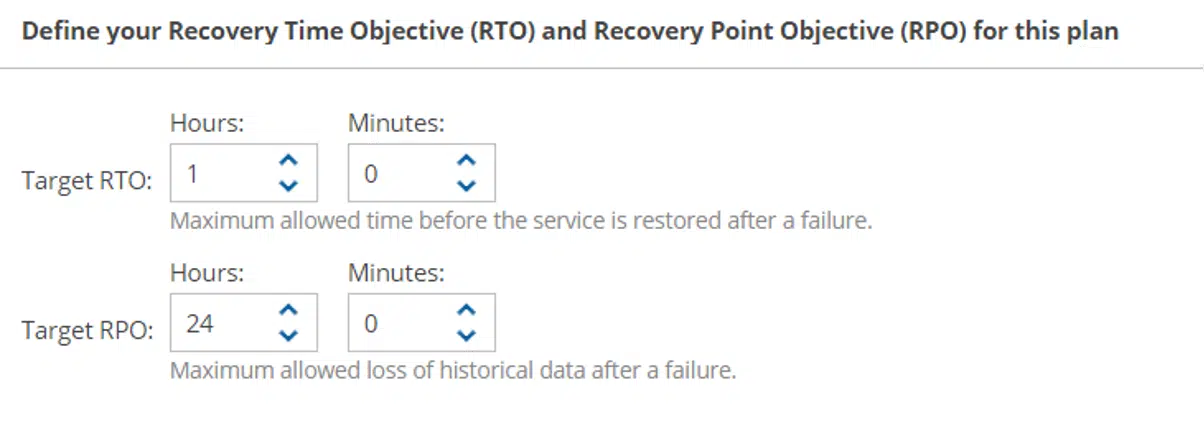 Define your Recovery Time Objective (RTO) and Recovery Point Objective (RPO) for this plan
Hours: Minutes:
Target RTO: 1 0
Maximum allowed time before the service is restored after a failure.
Hours: Minutes:
Target RPO: 24 0
Maximum allowed loss of historical data after a failure.